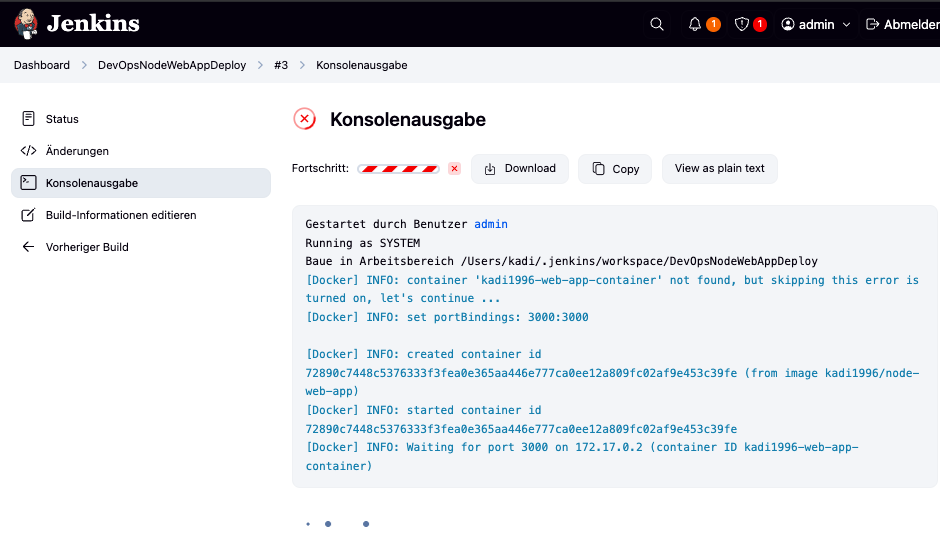 Jenkins
1
1
admin
Abmelden
Dashboard
DevOpsNodeWebAppDeploy
#3
Konsolenausgabe
Status
Änderungen
Konsolenausgabe
Build-Informationen editieren
Vorheriger Build
Konsolenausgabe
Fortschritt:
Download
Copy
View as plain text
Gestartet durch Benutzer admin
Running as SYSTEM
Baue in Arbeitsbereich /Users/kadi/.jenkins/workspace/DevOpsNodeWebAppDeploy
[Docker] INFO: container 'kadi1996-web-app-container' not found, but skipping this error is
turned on, let's continue ...
[Docker] INFO: set portBindings: 3000:3000
[Docker] INFO: created container id
72890c7448c5376333f3fea0e365aa446e777ca0ee12a809fc02af9e453c39fe (from image kadi1996/node-
web-app)
[Docker] INFO: started container id
72890c7448c5376333f3fea0e365aa446e777ca0ee12a809fc02af9e453c39fe
[Docker] INFO: Waiting for port 3000 on 172.17.0.2 (container ID kadi1996-web-app-
container)